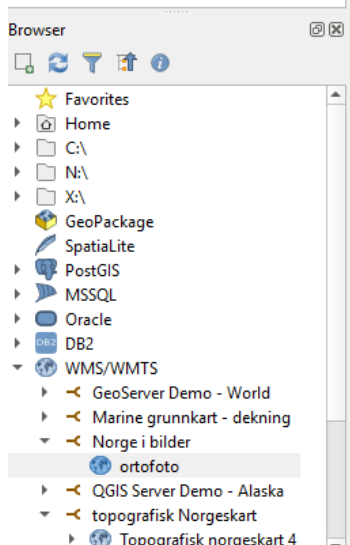 Browser
Favorites
Home
C:\
N:\
X:\
GeoPackage
SpatiaLite
PostGIS
MSSQL
Oracle
DB2 DB2
WMS/WMTS
GeoServer Demo - World
Marine grunnkart - dekning
Norge i bilder
ortofoto
QGIS Server Demo - Alaska
topografisk Norgeskart
Topografisk norgeskart 4